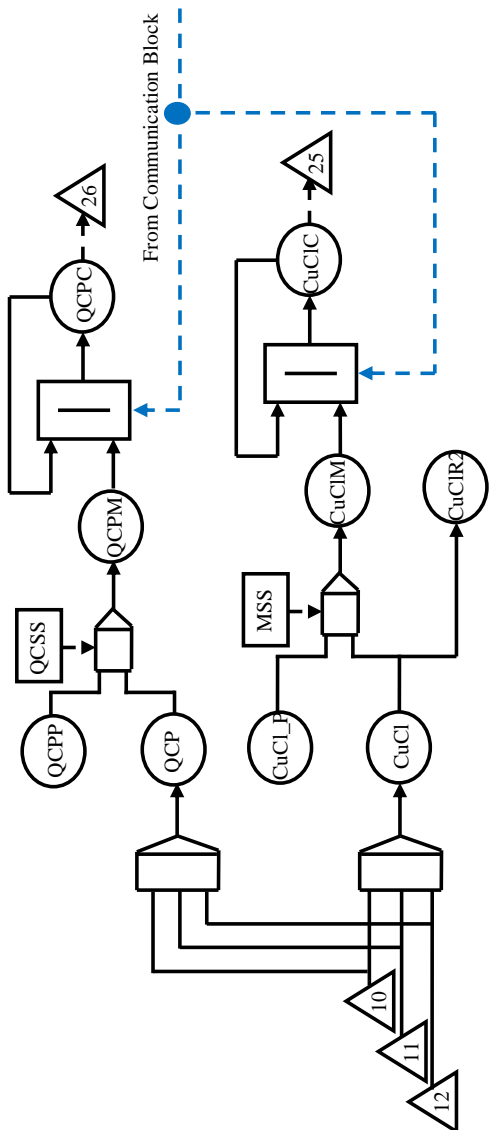 QCSS
QCPP
QCPC
26
QCPM
From Communication Block
QCP
MSS
CuCl_P
CuClC
25
CuClM
10
CuCl
11
12
CuClR2